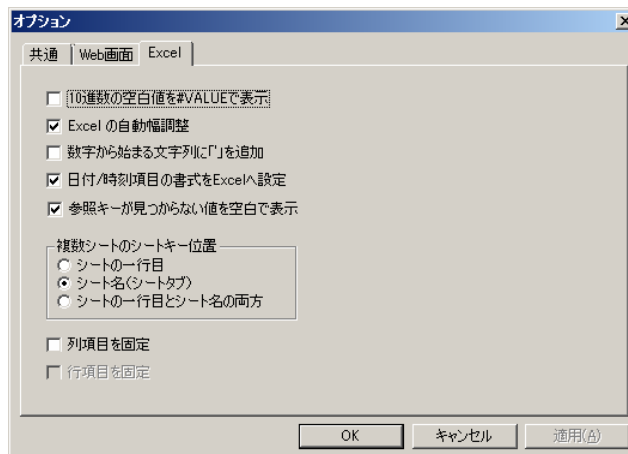 オプション
共通 Web画面 Excel
10進数の空白値を#VALUEで表示
Excel の自動幅調整
数字から始まる文字列に「'」を追加
日付/時刻項目の書式をExcelへ設定
参照キーが見つからない値を空白で表示
複数シートのシートキー位置
シートの一行目
シート名(シートタブ)
シートの一行目とシート名の両方
列項目を固定
行項目を固定
OK キャンセル 適用(A)